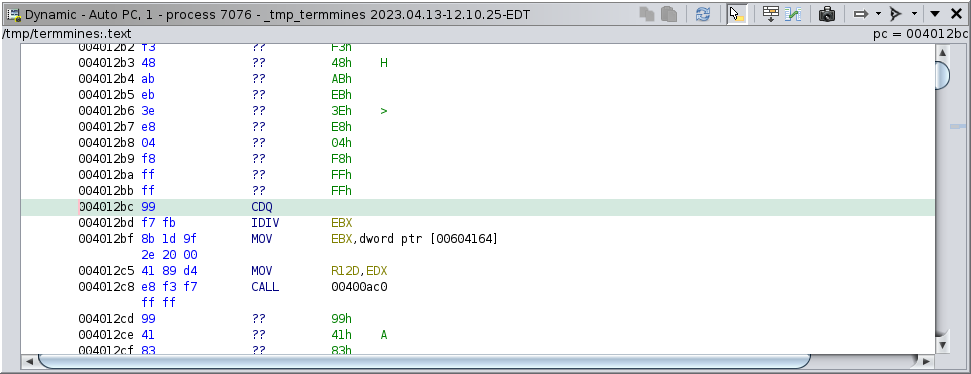 Dynamic - Auto PC, 1 - process 7076 - _tmp_termmines 2023.04.13-12.10.25-EDT
/tmp/termmines:.text pc = 004012bc
004012b2 f3 ?? F3h
004012b3 48 ?? 48h H
004012b4 ab ?? ABh
004012b5 eb ?? EBh
004012b6 3e ?? 3Eh >
004012b7 e8 ?? E8h
004012b8 04 ?? 04h
004012b9 f8 ?? F8h
004012ba ff ?? FFh
004012bb ff ?? FFh
004012bc 99 CDQ
004012bd f7 fb IDIV EBX
004012bf 8b 1d 9f MOV EBX,dword ptr [00604164]
2e 20 00
004012c5 41 89 d4 MOV R12D,EDX
004012c8 e8 f3 f7 CALL 00400ac0
ff ff
004012cd 99 ?? 99h
004012ce 41 ?? 41h A
004012cf 83 ?? 83h